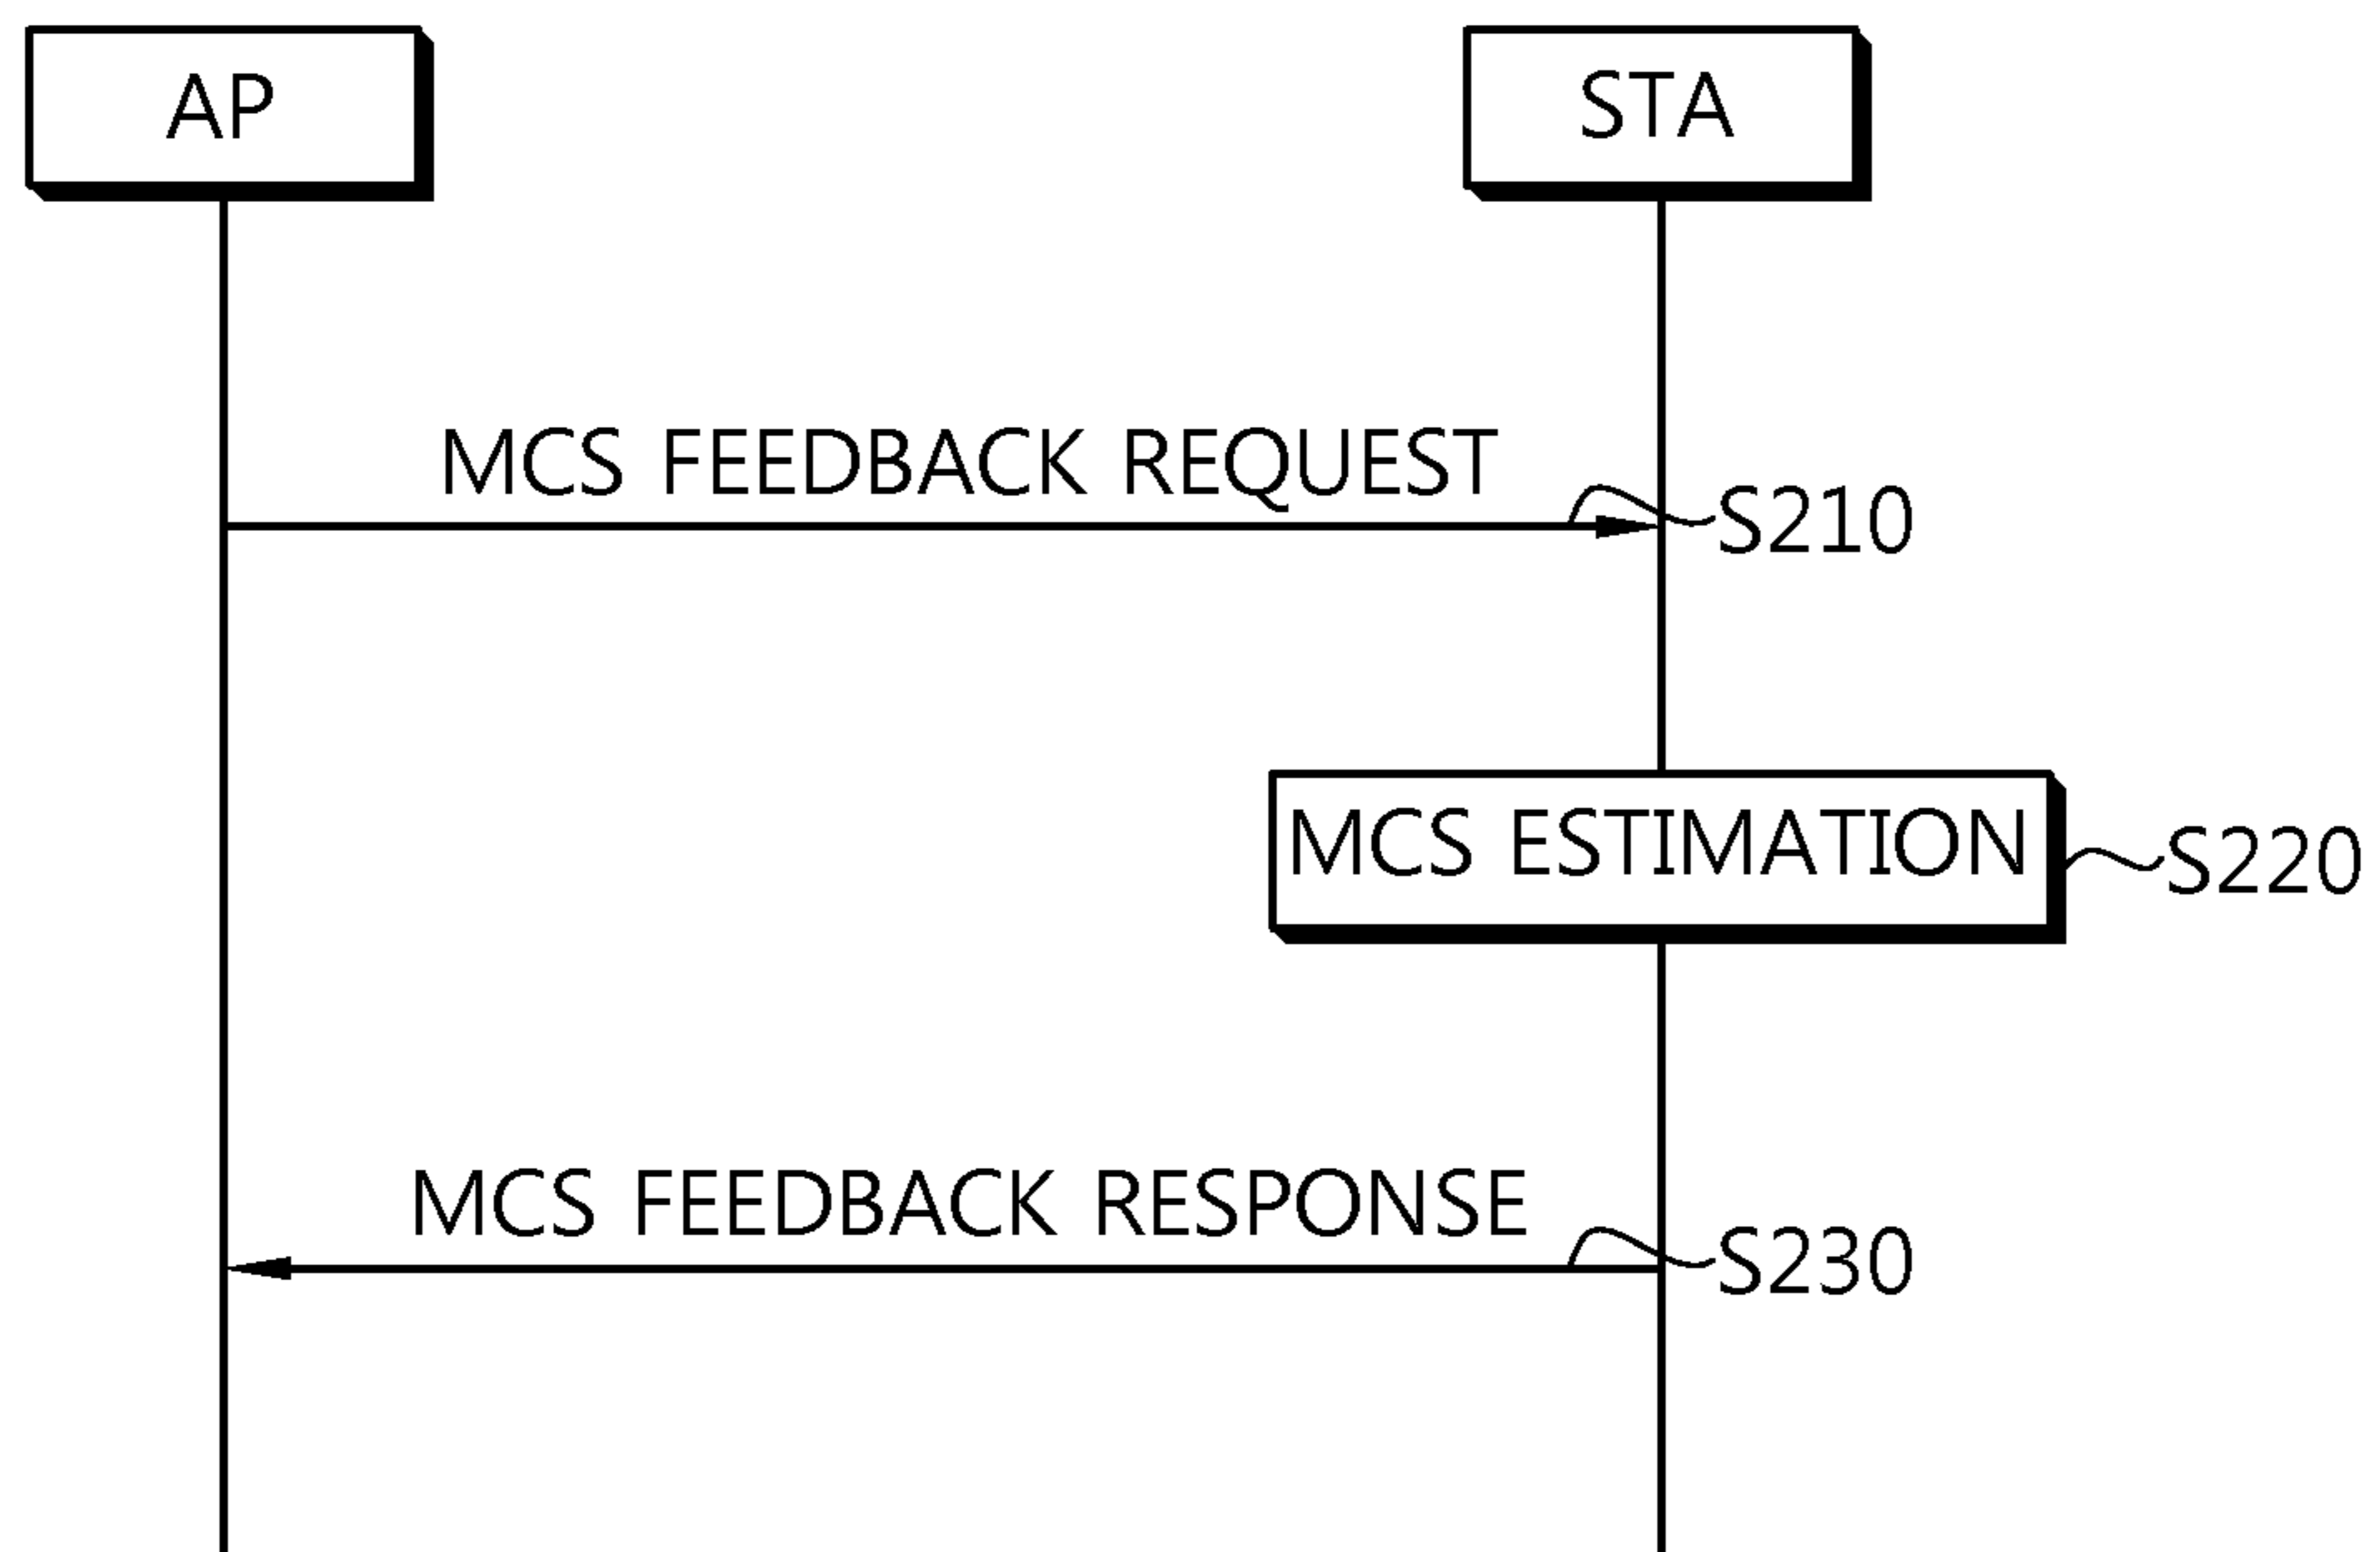 AP
STA
MCS FEEDBACK REQUEST
S210
MCS ESTIMATION
S220
MCS FEEDBACK RESPONSE
S230